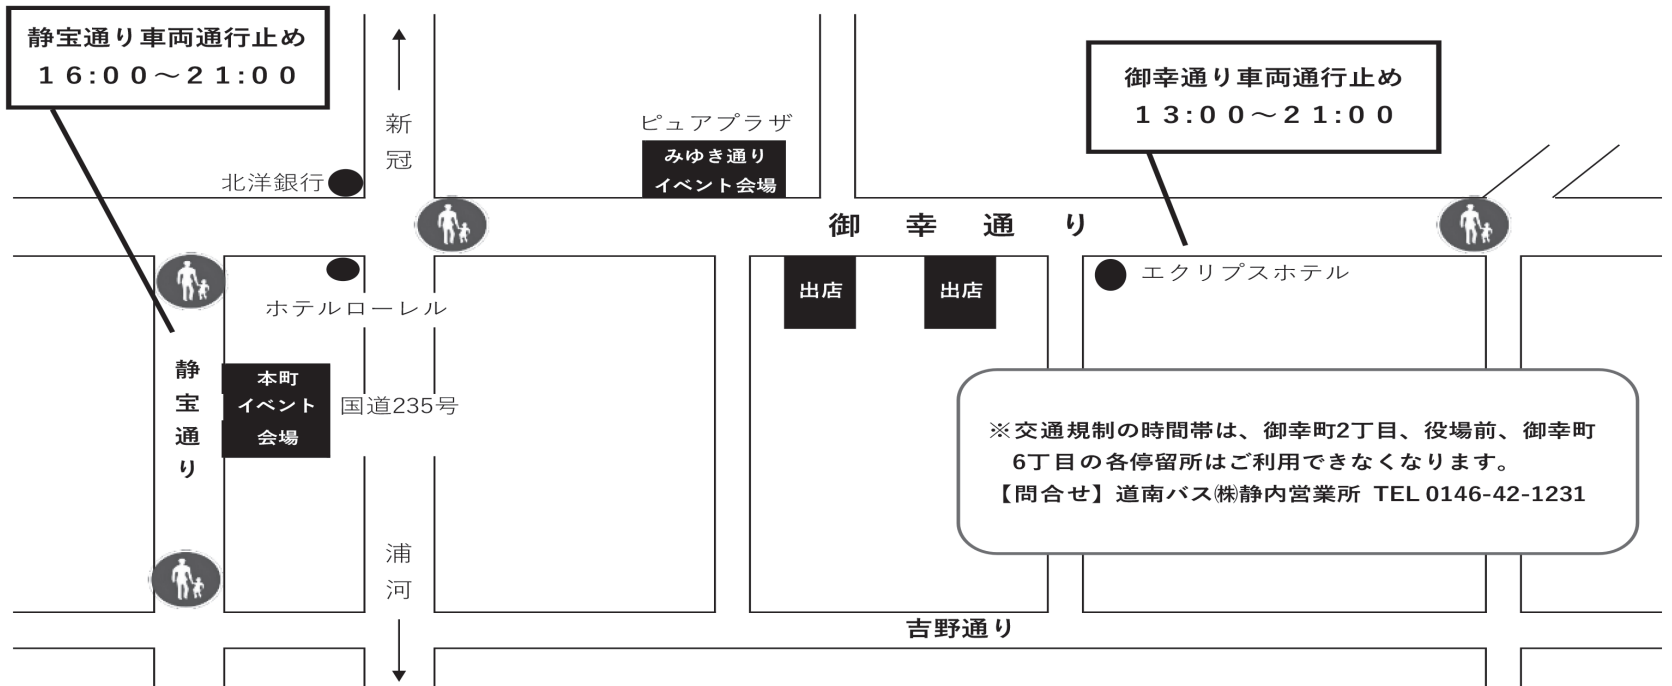 静宝通り車両通行止め
16:00～21:00
御幸通り車両通行止め
13:00～21:00
新冠
ピュアプラザ
みゆき通り
イベント会場
北洋銀行
御幸通り
エクリプスホテル
出店
出店
ホテルローレル
静宝通り
本町
イベント
会場
国道235号
※交通規制の時間帯は、御幸町2丁目、役場前、御幸町
6丁目の各停留所はご利用できなくなります。
【問合せ】道南バス㈱静内営業所 TEL 0146-42-1231
浦河
吉野通り